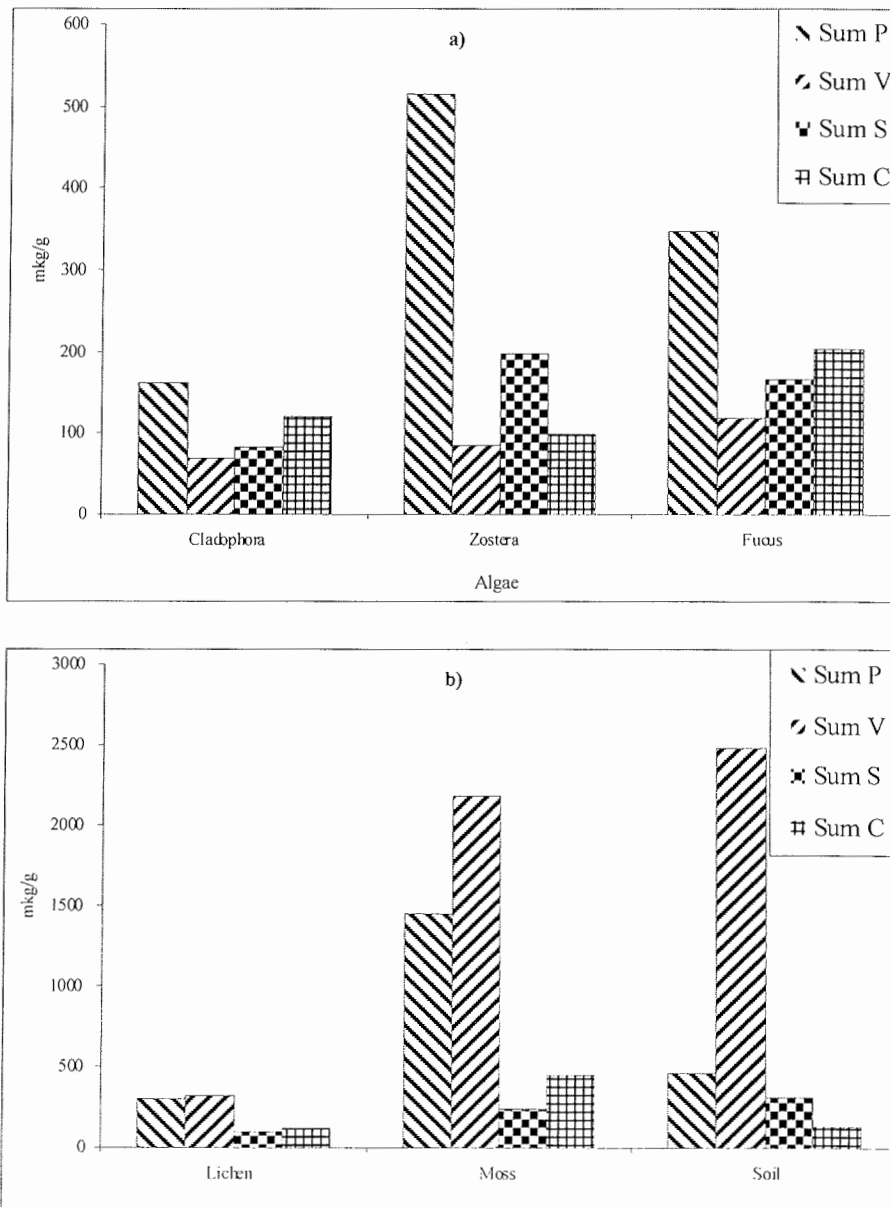 a)
Sum P
Sum V
Sum S
Sum C
600
500
400
300
200
100
0
mkg/g
Cladophora Zostera Fucus
Algae
b)
Sum P
Sum V
Sum S
Sum C
3000
2500
2000
1500
1000
500
0
mkg/g
Lichen Moss Soil